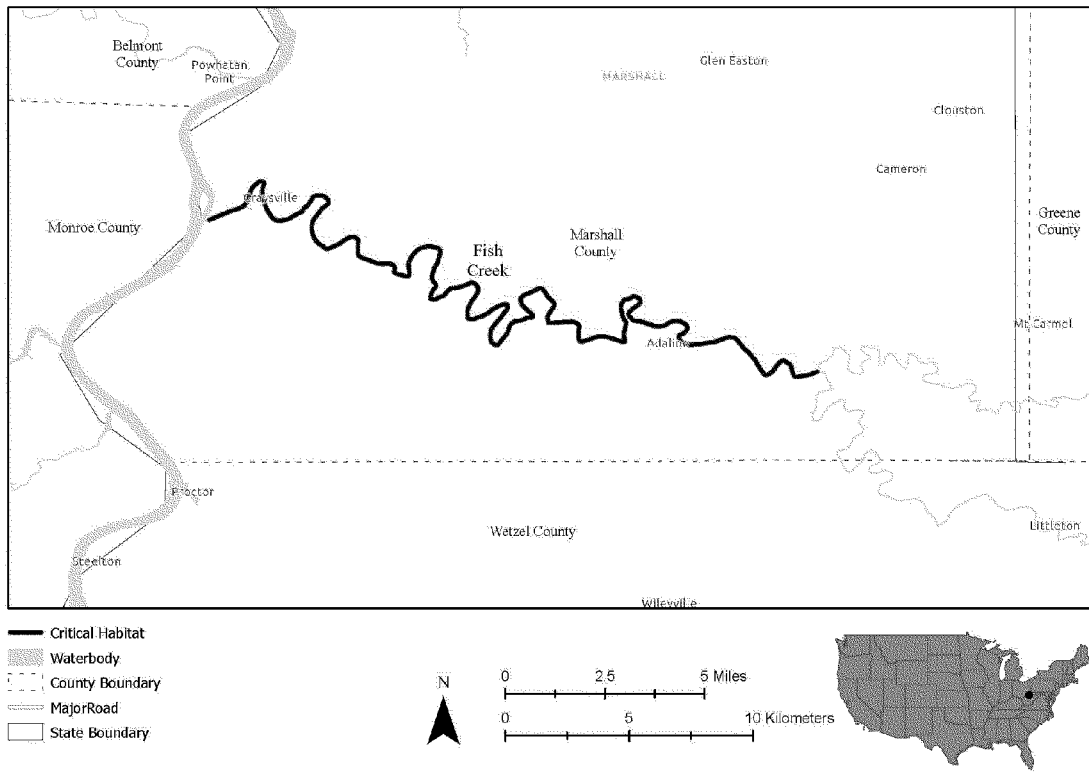 Belmont
County
Powhatan
Point
MARSHALL
Glen Easton
Clouston
Cameron
Graysville
Monroe County
Marshall
County
Greene
County
Fish
Creek
Mt Carmel
Adaline
Proctor
Wetzel County
Littleton
Steelton
Wileyville
Critical Habitat
Waterbody
County Boundary
MajorRoad
State Boundary
N
0 2.5 5 Miles
0 5 10 Kilometers